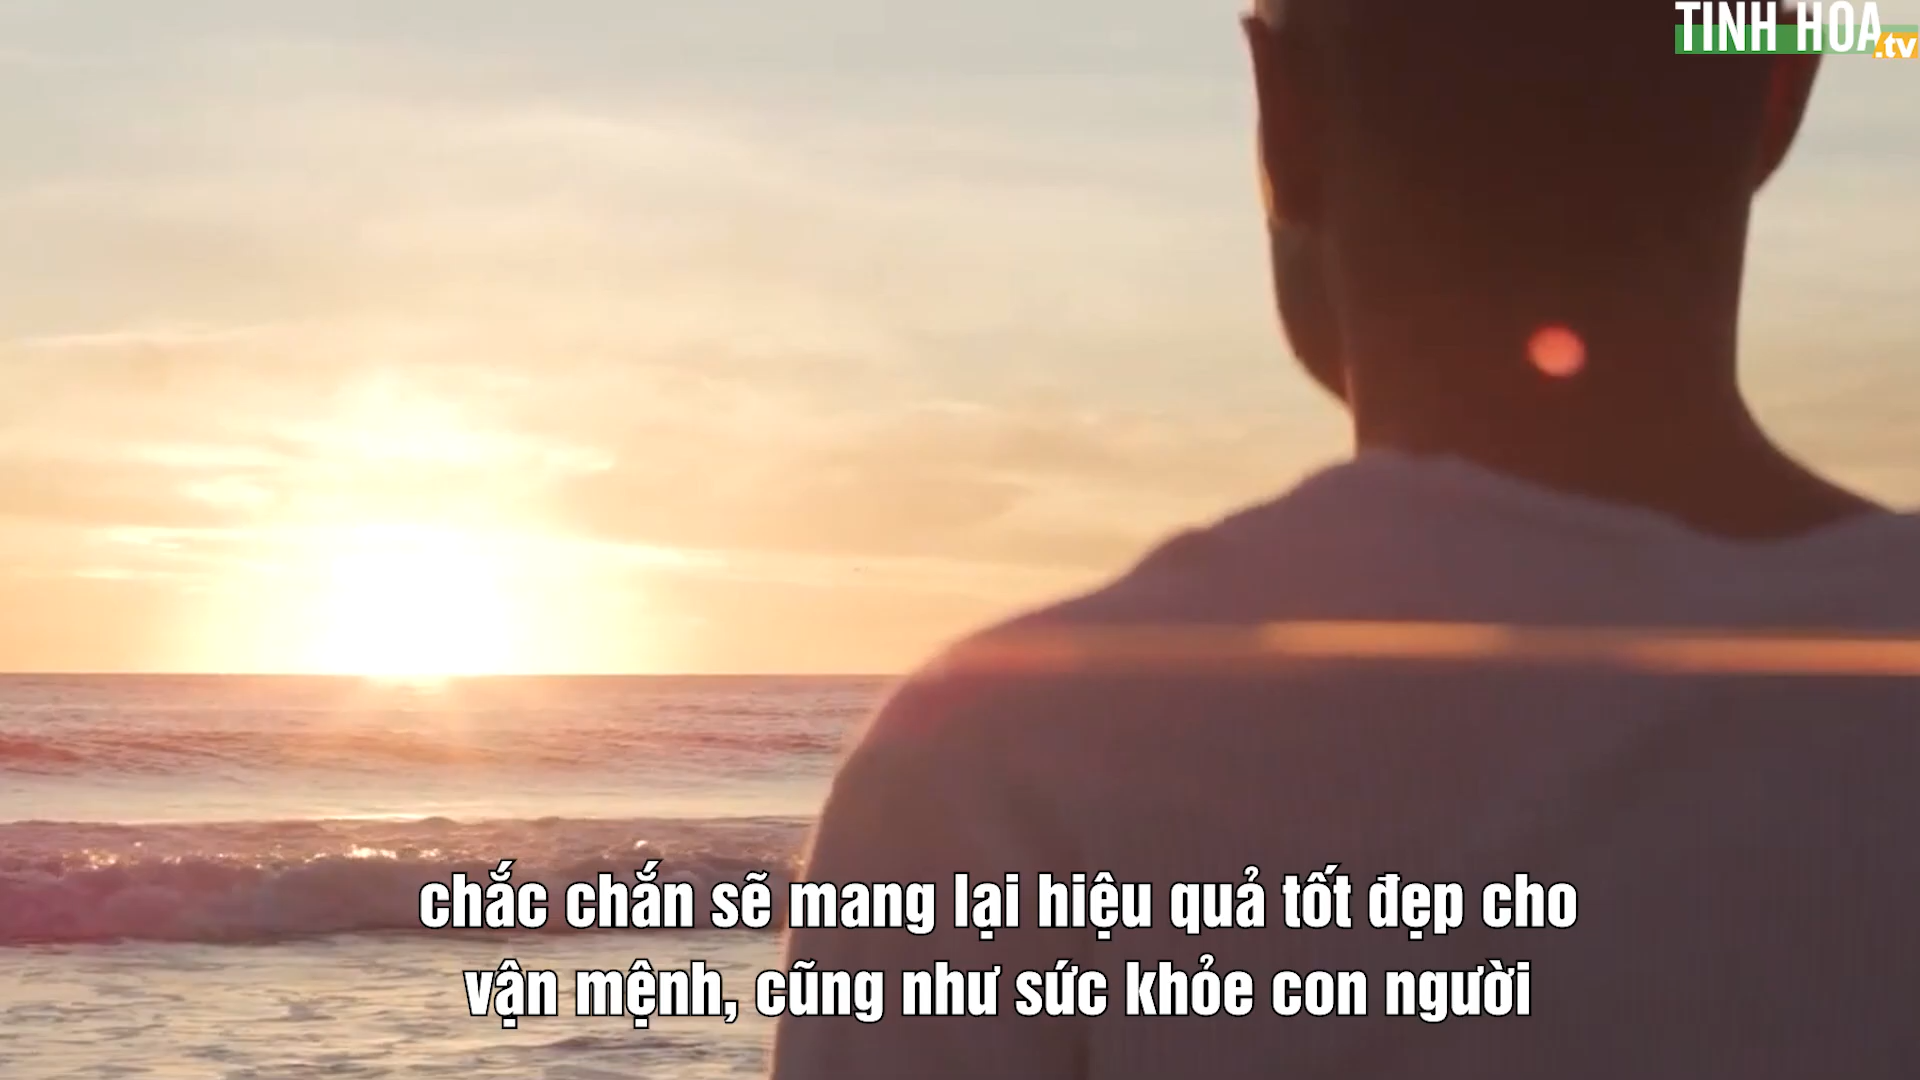 TINH HOA
.tv
chắc chắn sẽ mang lại hiệu quả tốt đẹp cho
vận mệnh, cũng như sức khỏe con người